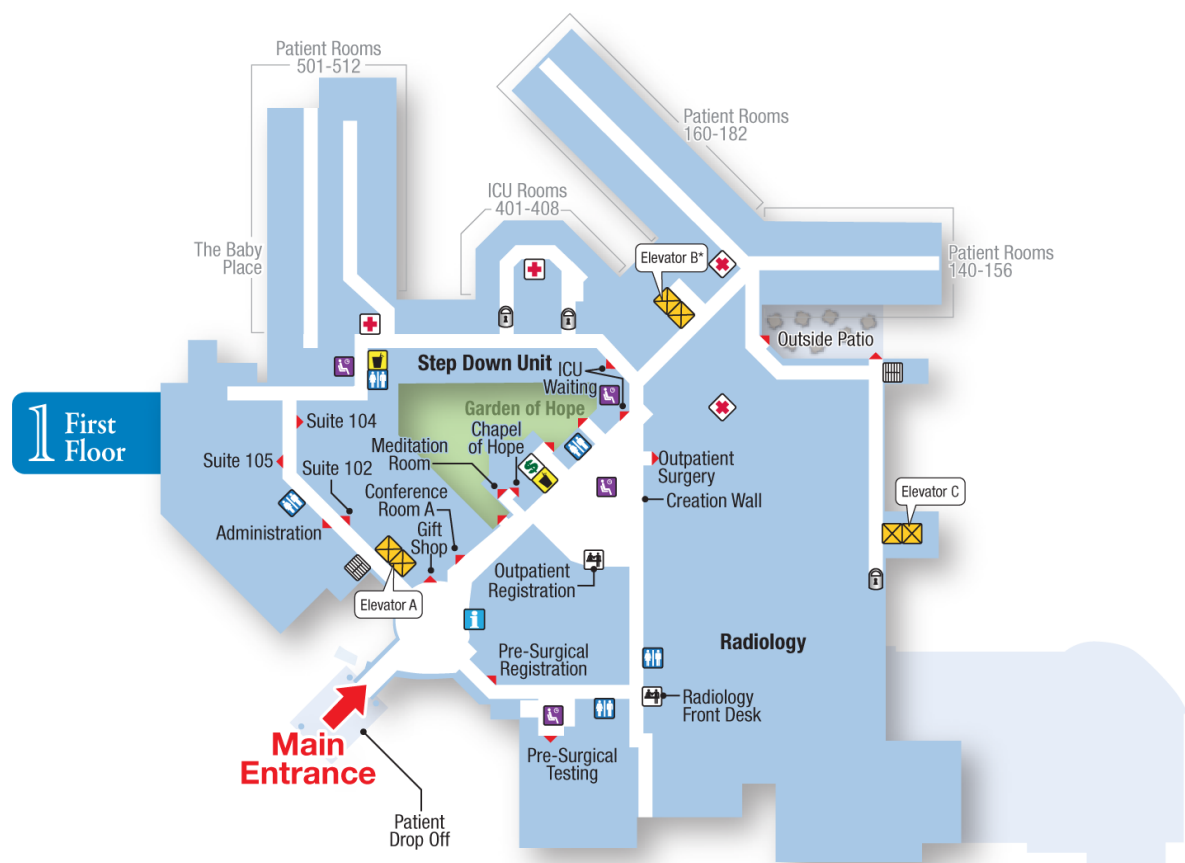 Patient Rooms
501-512
Patient Rooms
160-182
ICU Rooms
401-408
The Baby
Place
Elevator B*
Patient Rooms
140-156
Outside Patio
Step Down Unit
ICU
Waiting
1 First
Floor
Garden of Hope
Suite 104
Chapel
of Hope
Meditation
Room
Suite 105
Suite 102
Outpatient
Surgery
Conference
Room A
Creation Wall
Elevator C
Administration
Gift
Shop
$
Outpatient
Registration
Elevator A
i
Radiology
Pre-Surgical
Registration
Radiology
Front Desk
Main
Entrance
Pre-Surgical
Testing
Patient
Drop Off